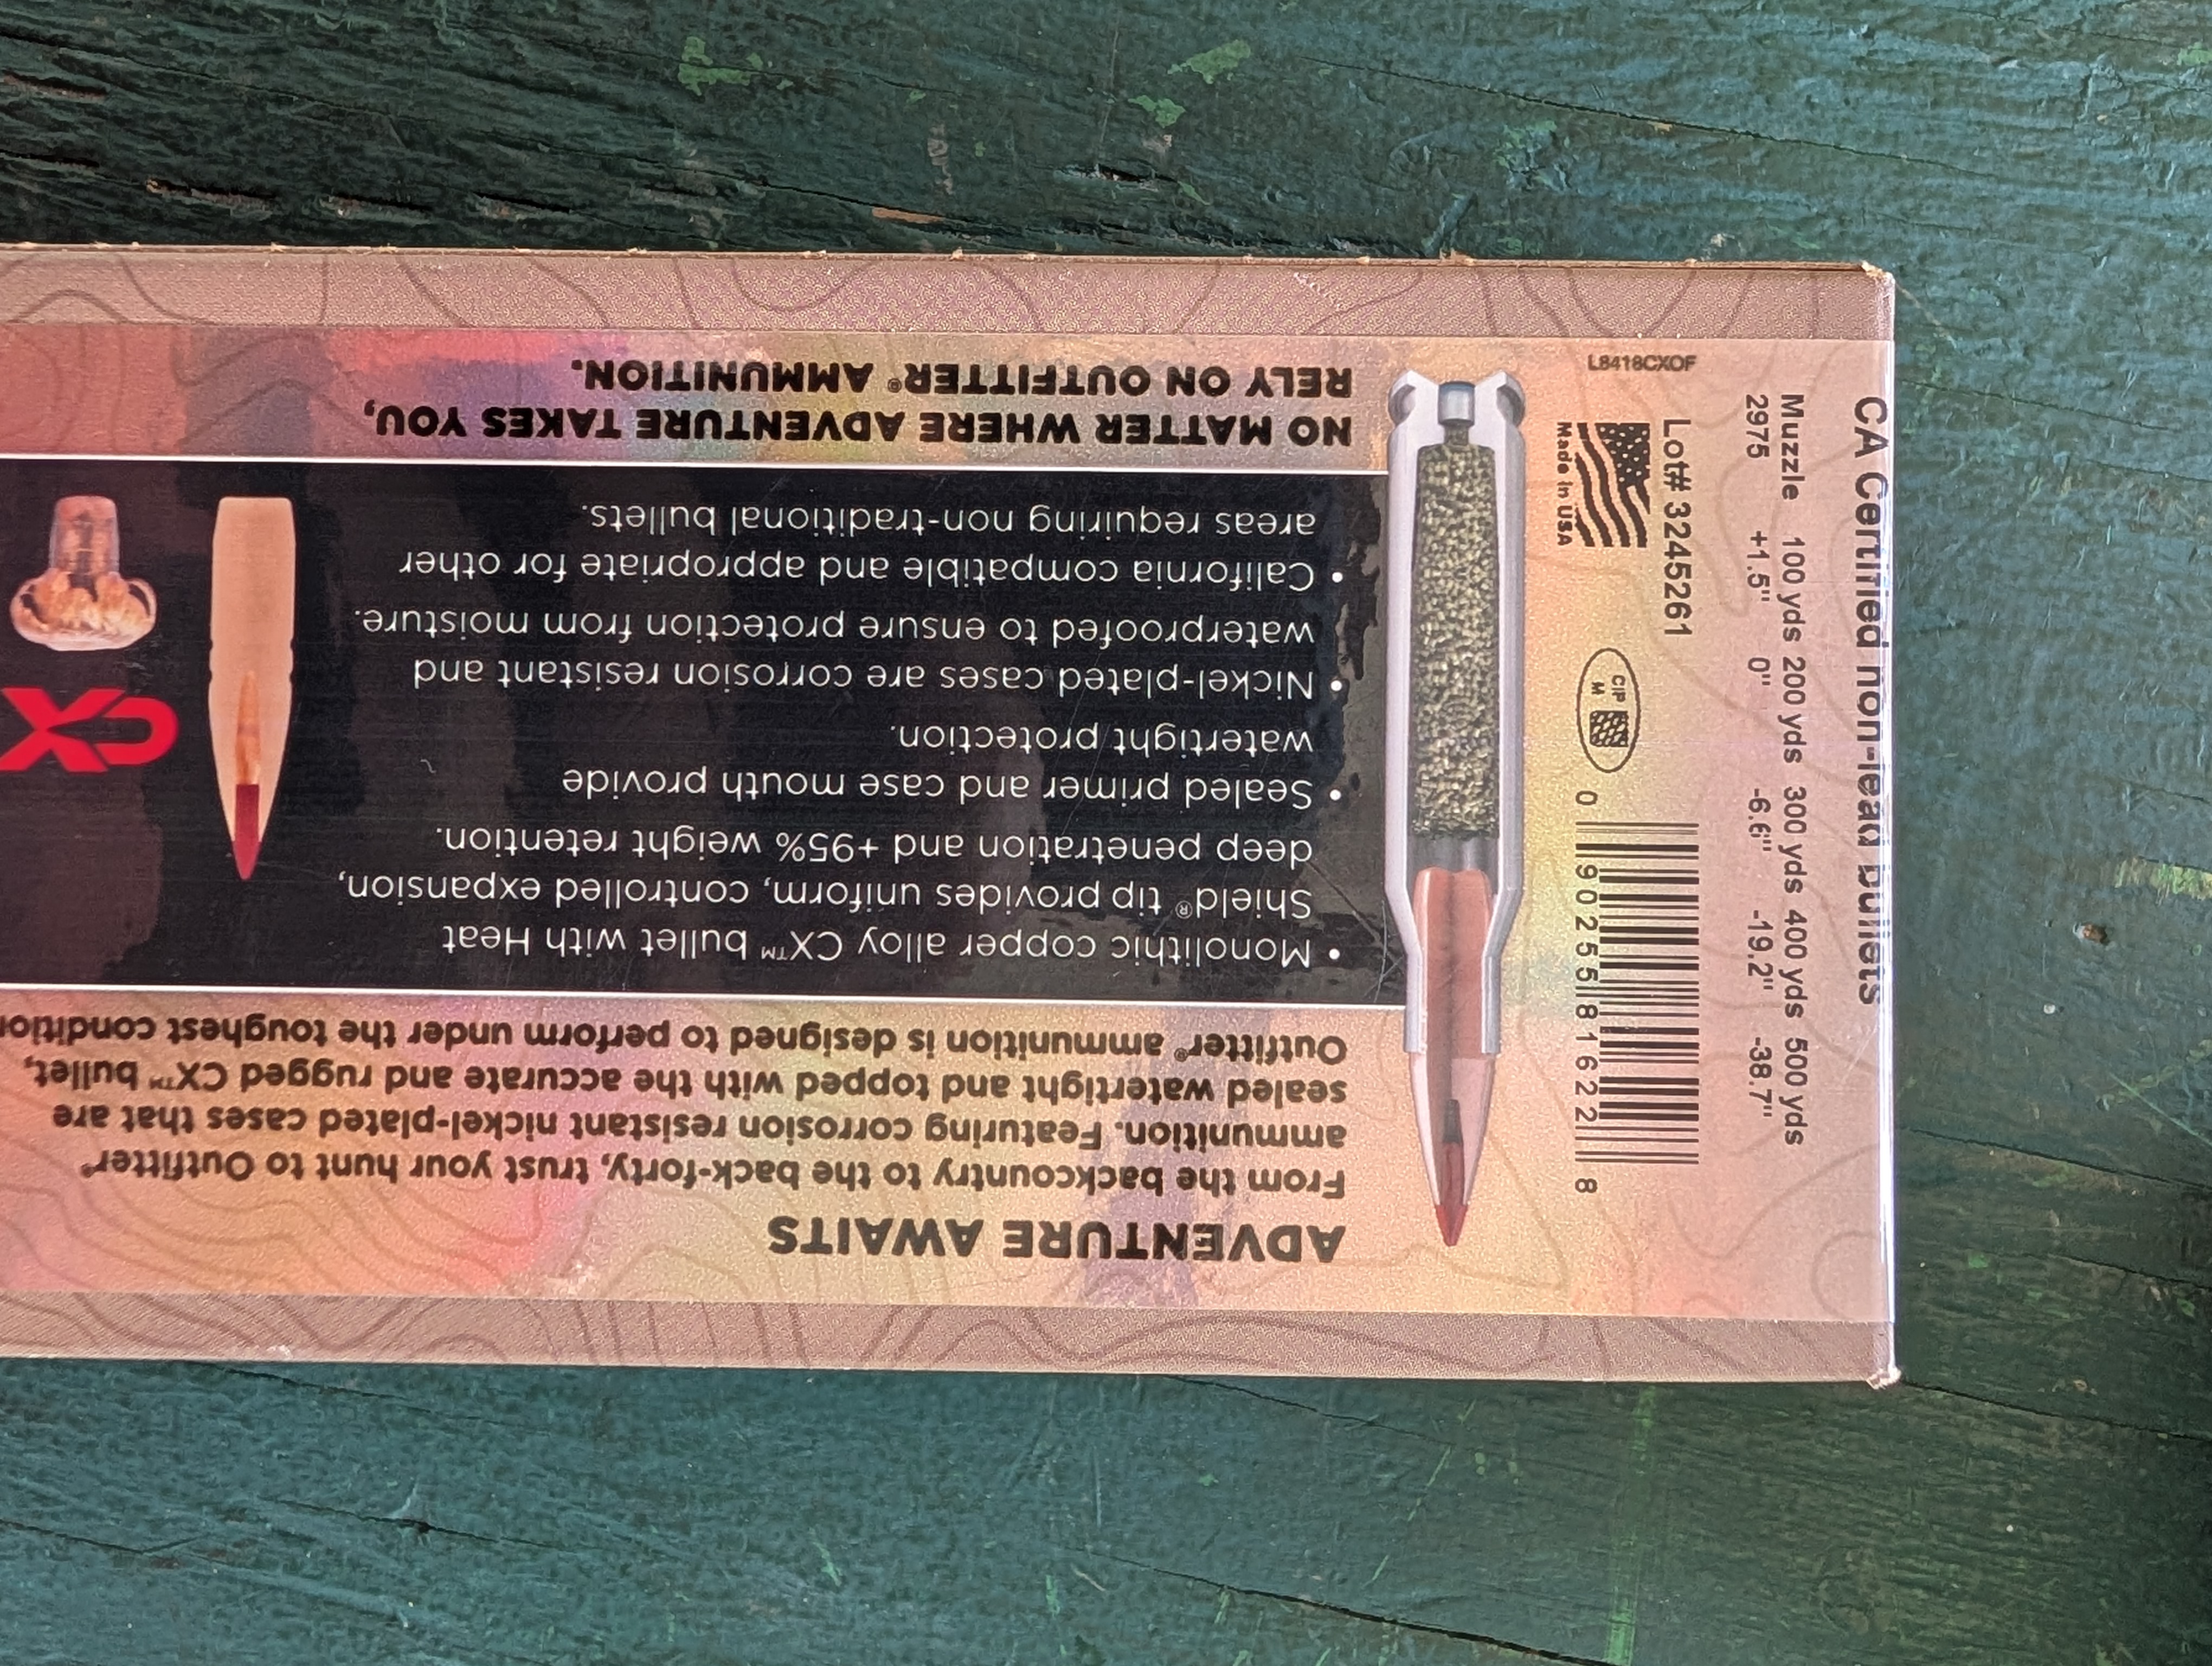 ADVENTURE AWAITS
From the backcountry to the back-forty, trust your hunt to Outfitter®
ammunition. Featuring corrosion resistant nickel-plated cases that are
sealed watertight and topped with the accurate and rugged CX™ bullet,
Outfitter® ammunition is designed to perform under the toughest condition
• Monolithic copper alloy CX™ bullet with Heat
Shield® tip provides uniform, controlled expansion,
deep penetration and +95% weight retention.
• Sealed primer and case mouth provide
watertight protection.
• Nickel-plated cases are corrosion resistant and
waterproofed to ensure protection from moisture.
• California compatible and appropriate for other
areas requiring non-traditional bullets.
CX
NO MATTER WHERE ADVENTURE TAKES YOU,
RELY ON OUTFITTER® AMMUNITION.
CA Certified non-lead bullets
Muzzle 100 yds 200 yds 300 yds 400 yds 500 yds
2975 +1.5" 0" -6.6" -19.2" -38.7"
Lot# 3245261
Made in USA
CIP
M
0 90255 81622 8
L8418CXOF